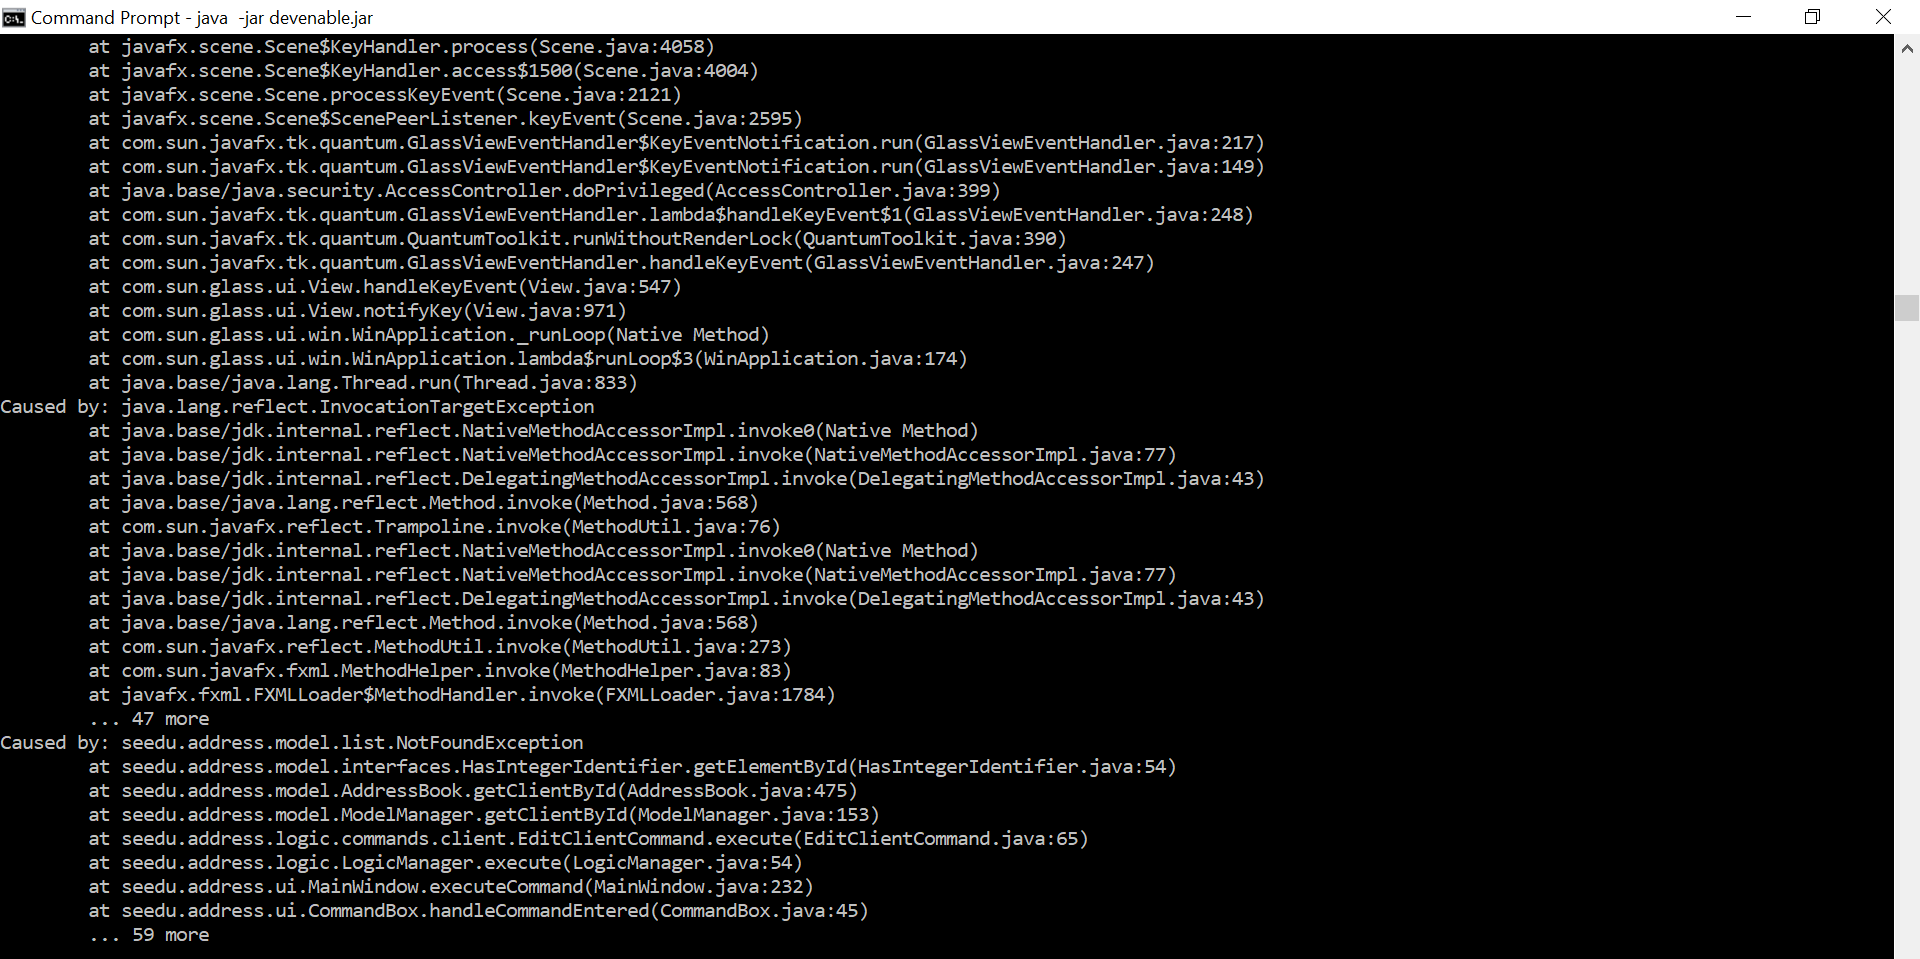 Command Prompt - java  -jar devenable.jar
at javafx.scene.Scene$KeyHandler.process(Scene.java:4058)
at javafx.scene.Scene$KeyHandler.access$1500(Scene.java:4004)
at javafx.scene.Scene.processKeyEvent(Scene.java:2121)
at javafx.scene.Scene$ScenePeerListener.keyEvent(Scene.java:2595)
at com.sun.javafx.tk.quantum.GlassViewEventHandler$KeyEventNotification.run(GlassViewEventHandler.java:217)
at com.sun.javafx.tk.quantum.GlassViewEventHandler$KeyEventNotification.run(GlassViewEventHandler.java:149)
at java.base/java.security.AccessController.doPrivileged(AccessController.java:399)
at com.sun.javafx.tk.quantum.GlassViewEventHandler.lambda$handleKeyEvent$1(GlassViewEventHandler.java:248)
at com.sun.javafx.tk.quantum.QuantumToolkit.runWithoutRenderLock(QuantumToolkit.java:390)
at com.sun.javafx.tk.quantum.GlassViewEventHandler.handleKeyEvent(GlassViewEventHandler.java:247)
at com.sun.glass.ui.View.handleKeyEvent(View.java:547)
at com.sun.glass.ui.View.notifyKey(View.java:971)
at com.sun.glass.ui.win.WinApplication._runLoop(Native Method)
at com.sun.glass.ui.win.WinApplication.lambda$runLoop$3(WinApplication.java:174)
at java.base/java.lang.Thread.run(Thread.java:833)
Caused by: java.lang.reflect.InvocationTargetException
at java.base/jdk.internal.reflect.NativeMethodAccessorImpl.invoke0(Native Method)
at java.base/jdk.internal.reflect.NativeMethodAccessorImpl.invoke(NativeMethodAccessorImpl.java:77)
at java.base/jdk.internal.reflect.DelegatingMethodAccessorImpl.invoke(DelegatingMethodAccessorImpl.java:43)
at java.base/java.lang.reflect.Method.invoke(Method.java:568)
at com.sun.javafx.reflect.Trampoline.invoke(MethodUtil.java:76)
at java.base/jdk.internal.reflect.NativeMethodAccessorImpl.invoke0(Native Method)
at java.base/jdk.internal.reflect.NativeMethodAccessorImpl.invoke(NativeMethodAccessorImpl.java:77)
at java.base/jdk.internal.reflect.DelegatingMethodAccessorImpl.invoke(DelegatingMethodAccessorImpl.java:43)
at java.base/java.lang.reflect.Method.invoke(Method.java:568)
at com.sun.javafx.reflect.MethodUtil.invoke(MethodUtil.java:273)
at com.sun.javafx.fxml.MethodHelper.invoke(MethodHelper.java:83)
at javafx.fxml.FXMLLoader$MethodHandler.invoke(FXMLLoader.java:1784)
... 47 more
Caused by: seedu.address.model.list.NotFoundException
at seedu.address.model.interfaces.HasIntegerIdentifier.getElementById(HasIntegerIdentifier.java:54)
at seedu.address.model.AddressBook.getClientById(AddressBook.java:475)
at seedu.address.model.ModelManager.getClientById(ModelManager.java:153)
at seedu.address.logic.commands.client.EditClientCommand.execute(EditClientCommand.java:65)
at seedu.address.logic.LogicManager.execute(LogicManager.java:54)
at seedu.address.ui.MainWindow.executeCommand(MainWindow.java:232)
at seedu.address.ui.CommandBox.handleCommandEntered(CommandBox.java:45)
... 59 more